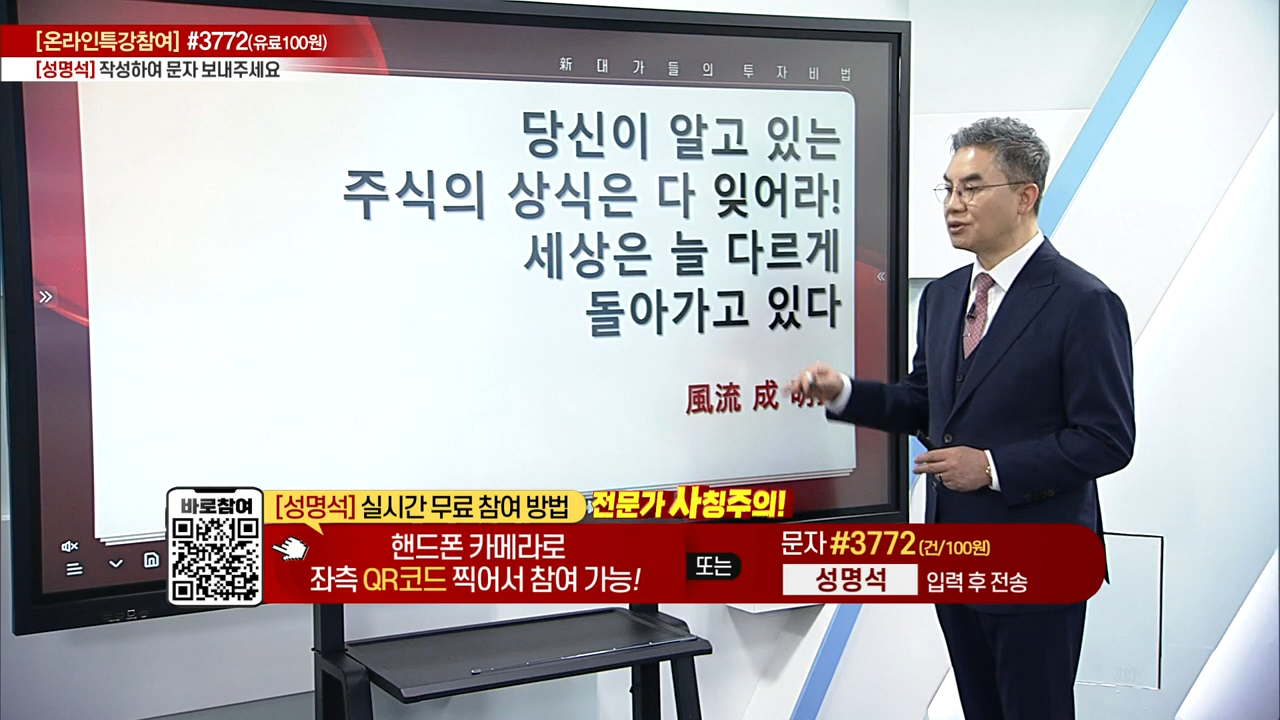 [온라인특강참여] #3772(유료100원)
[성명석] 작성하여 문자 보내주세요
新 대가들의 투자비법
당신이 알고 있는
주식의 상식은 다 잊어라!
세상은 늘 다르게
돌아가고 있다
風流 成
바로참여
[성명석] 실시간 무료 참여 방법
전문가 사칭주의!
핸드폰 카메라로
좌측 QR코드 찍어서 참여 가능!
또는
문자 #3772 (건/100원)
성명석 입력 후 전송